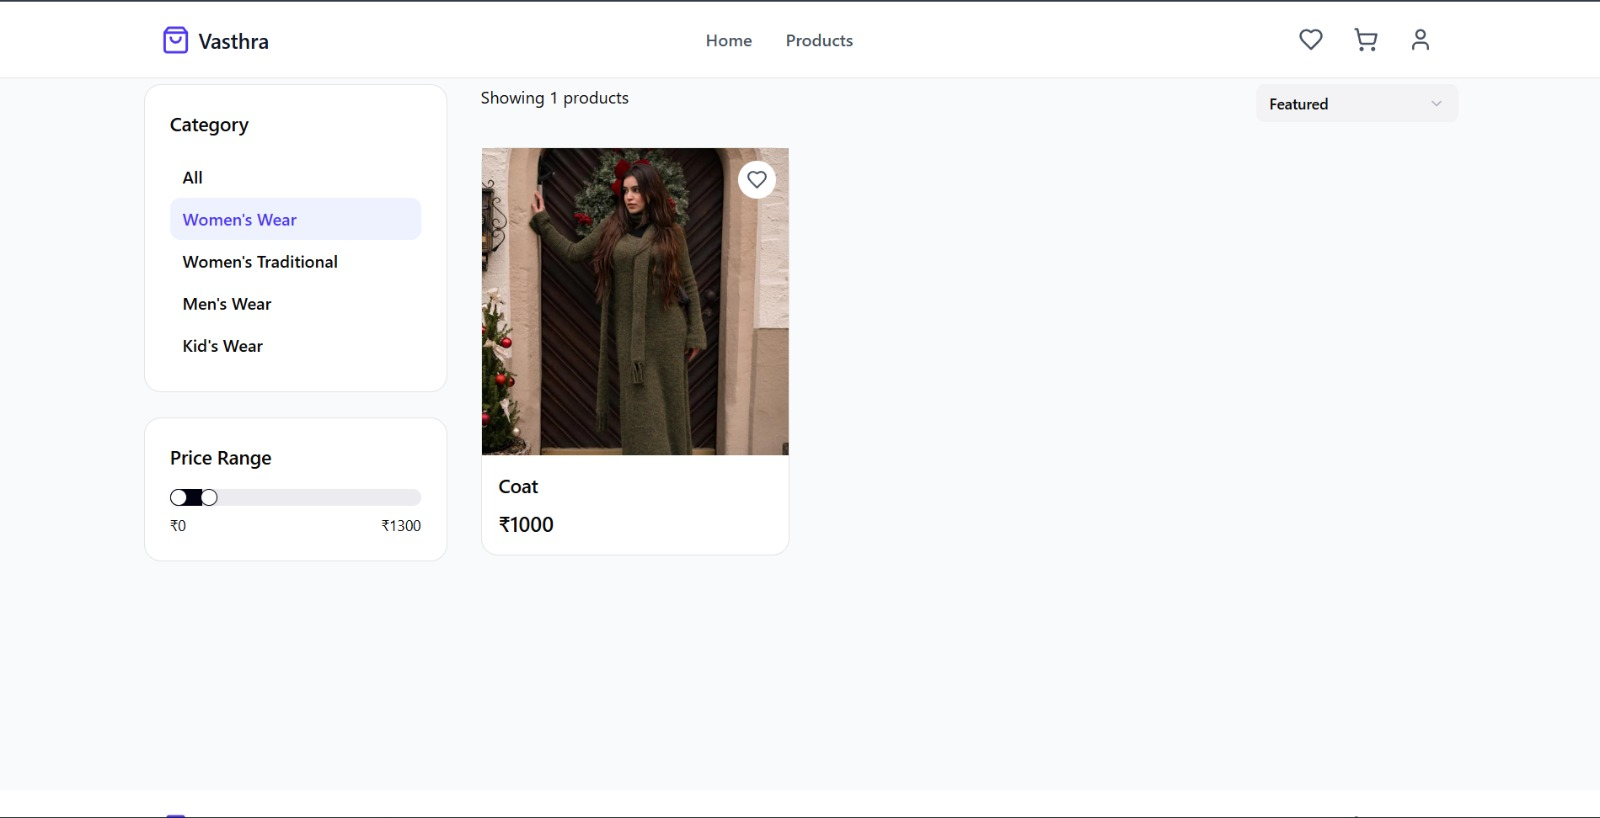 Vasthra
Home
Products
Category
All
Women's Wear
Women's Traditional
Men's Wear
Kid's Wear
Price Range
₹0
₹1300
Showing 1 products
Featured
Coat
₹1000